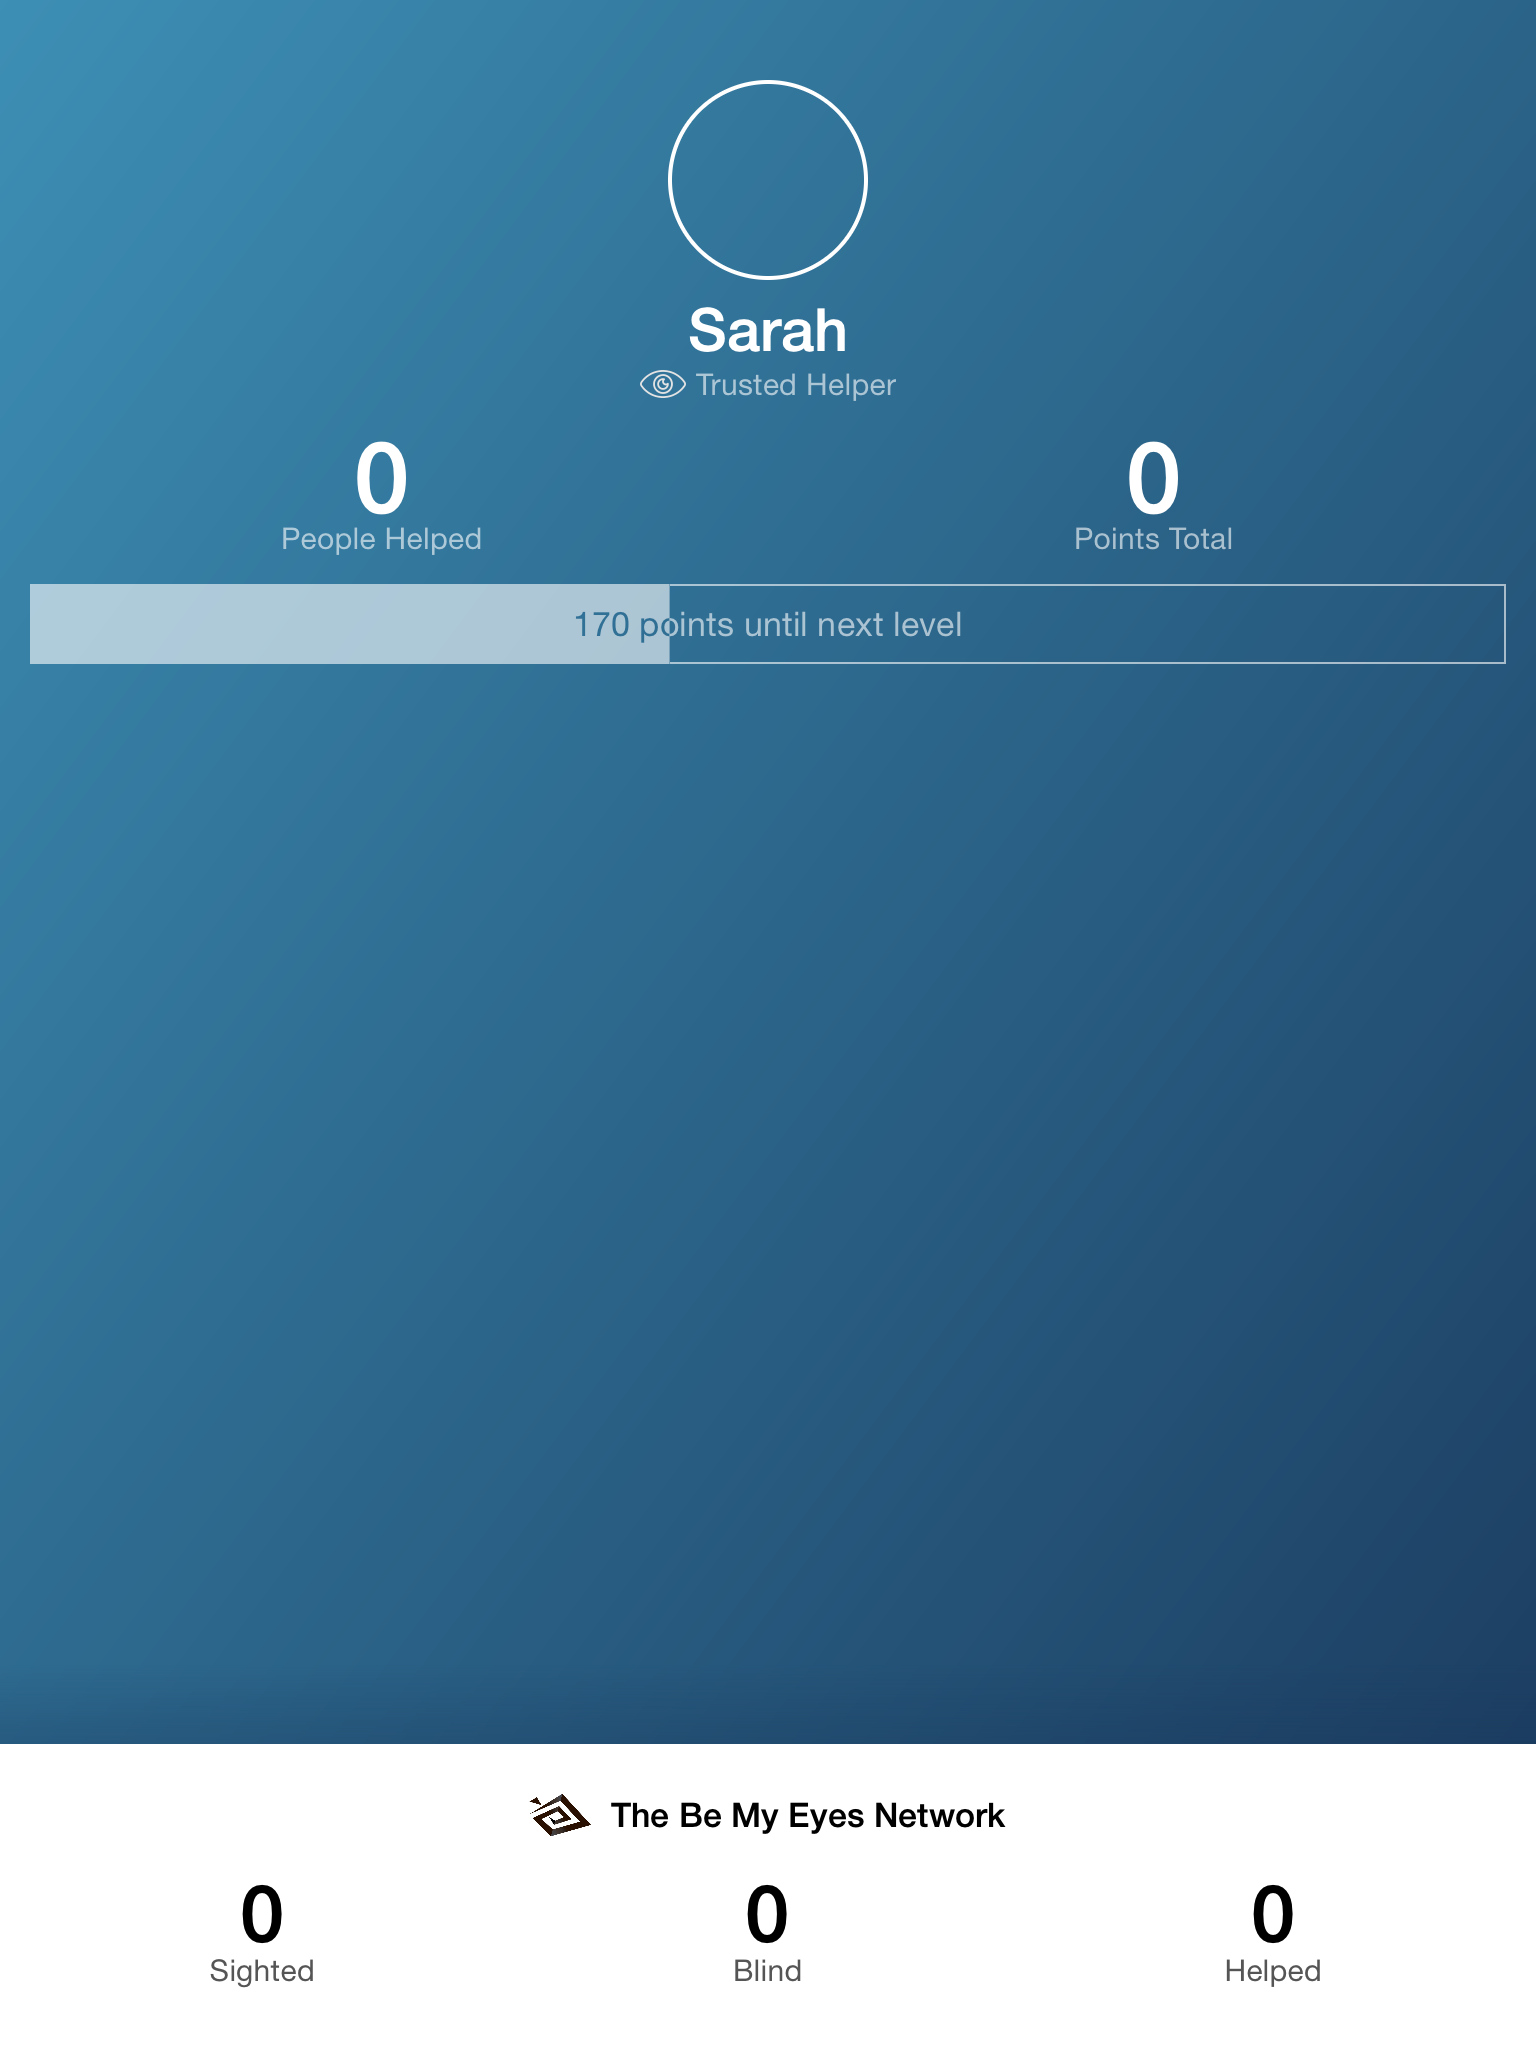 Sarah
Trusted Helper
0
People Helped
0
Points Total
170 points until next level
The Be My Eyes Network
0
Sighted
0
Blind
0
Helped